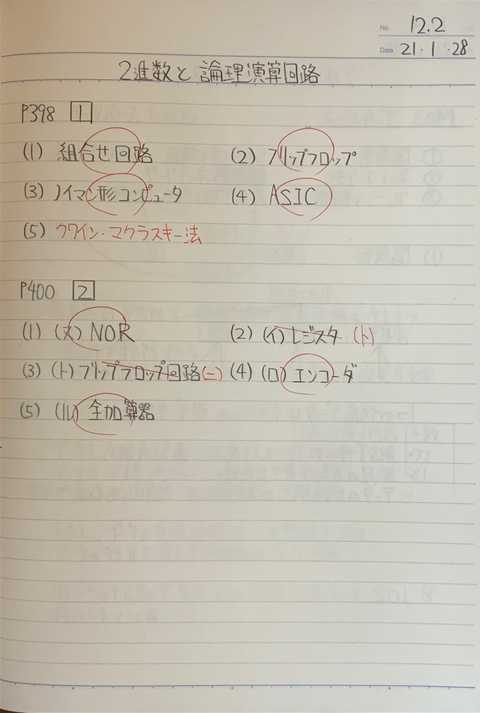 No. 12.2
Date 21・1・28
2進数と論理演算回路
P398 1
(1) 組合せ回路 (2) フリップフロップ
(3) ノイマン形コンピュータ (4) ASIC
(5) クワイン・マクラスキー法
P400 2
(1) (ヌ) NOR (2) (イ) レジスタ (ト)
(3) (ト) フリップフロップ回路 (ニ) (4) (ロ) エンコーダ
(5) (ル) 全加算器